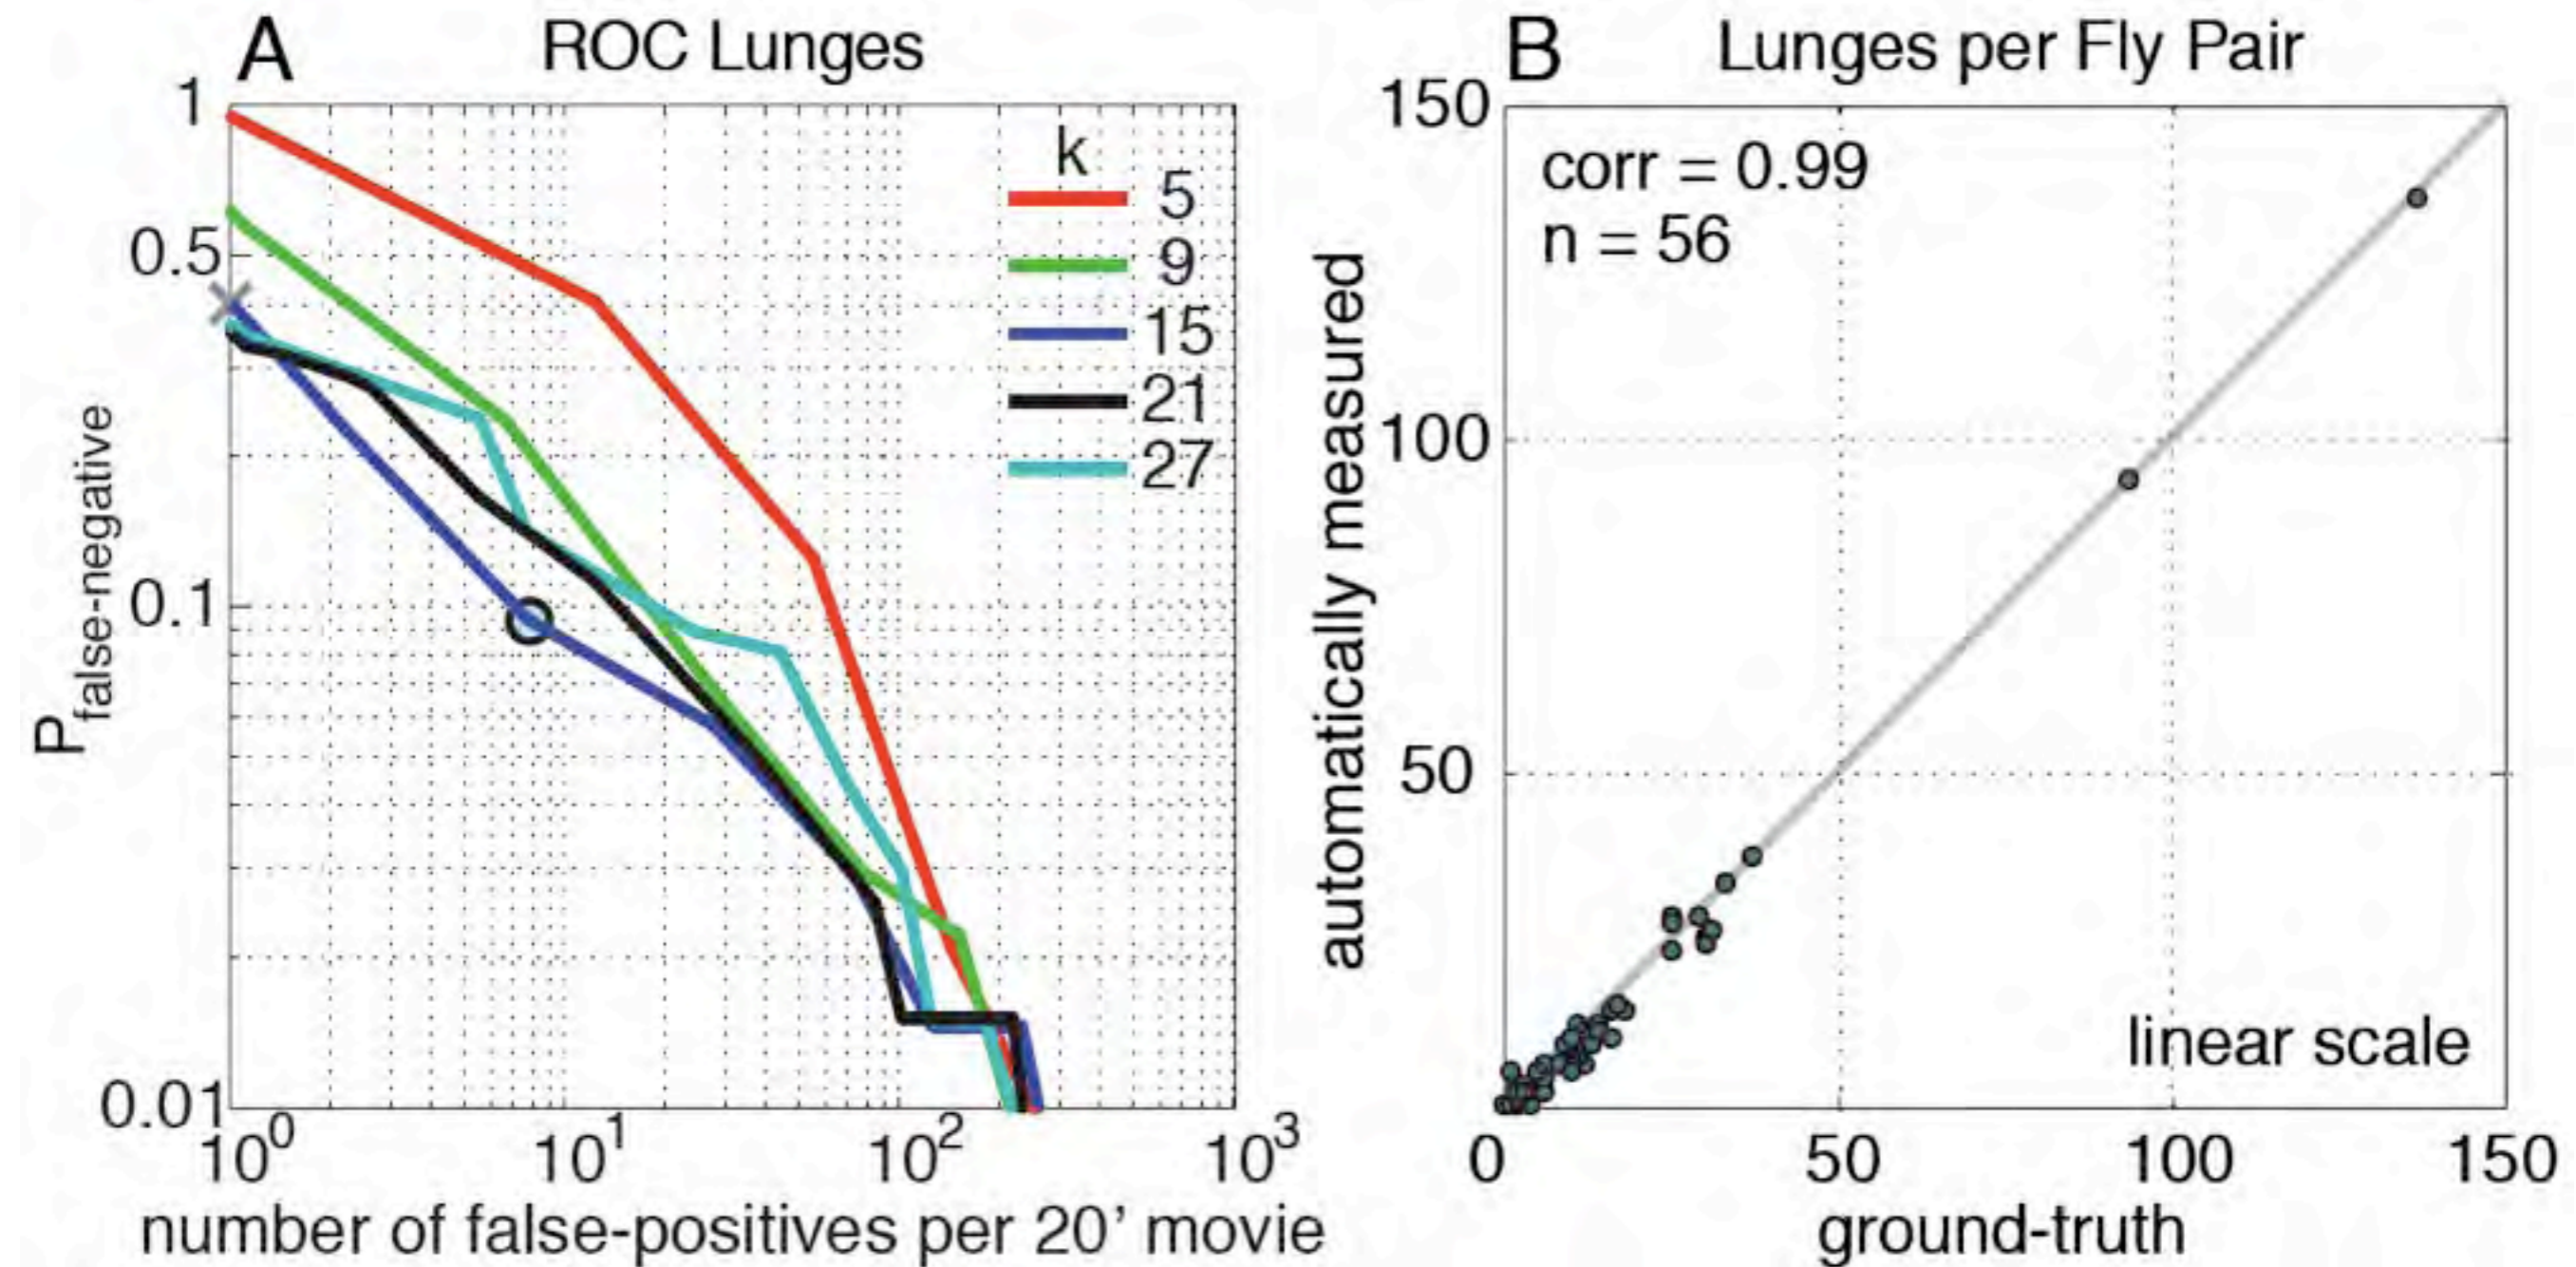 A
ROC Lunges
1
0.5
0.1
0.01
P false-negative
k
5
9
15
21
27
10^0 10^1 10^2 10^3
number of false-positives per 20’ movie
B
Lunges per Fly Pair
150
100
50
automatically measured
corr = 0.99
n = 56
linear scale
0 50 100 150
ground-truth